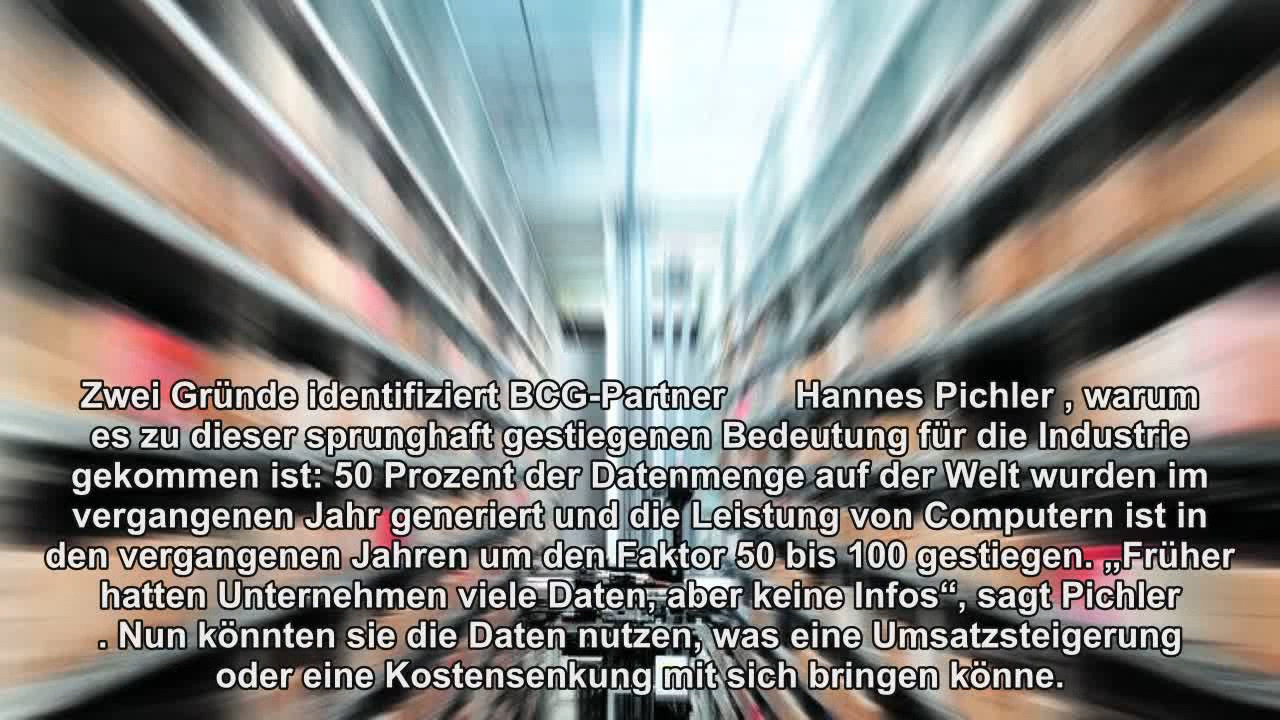 Zwei Gründe identifiziert BCG-Partner Hannes Pichler , warum
es zu dieser sprunghaft gestiegenen Bedeutung für die Industrie
gekommen ist: 50 Prozent der Datenmenge auf der Welt wurden im
vergangenen Jahr generiert und die Leistung von Computern ist in
den vergangenen Jahren um den Faktor 50 bis 100 gestiegen. „Früher
hatten Unternehmen viele Daten, aber keine Infos“, sagt Pichler
. Nun könnten sie die Daten nutzen, was eine Umsatzsteigerung
oder eine Kostensenkung mit sich bringen könne.